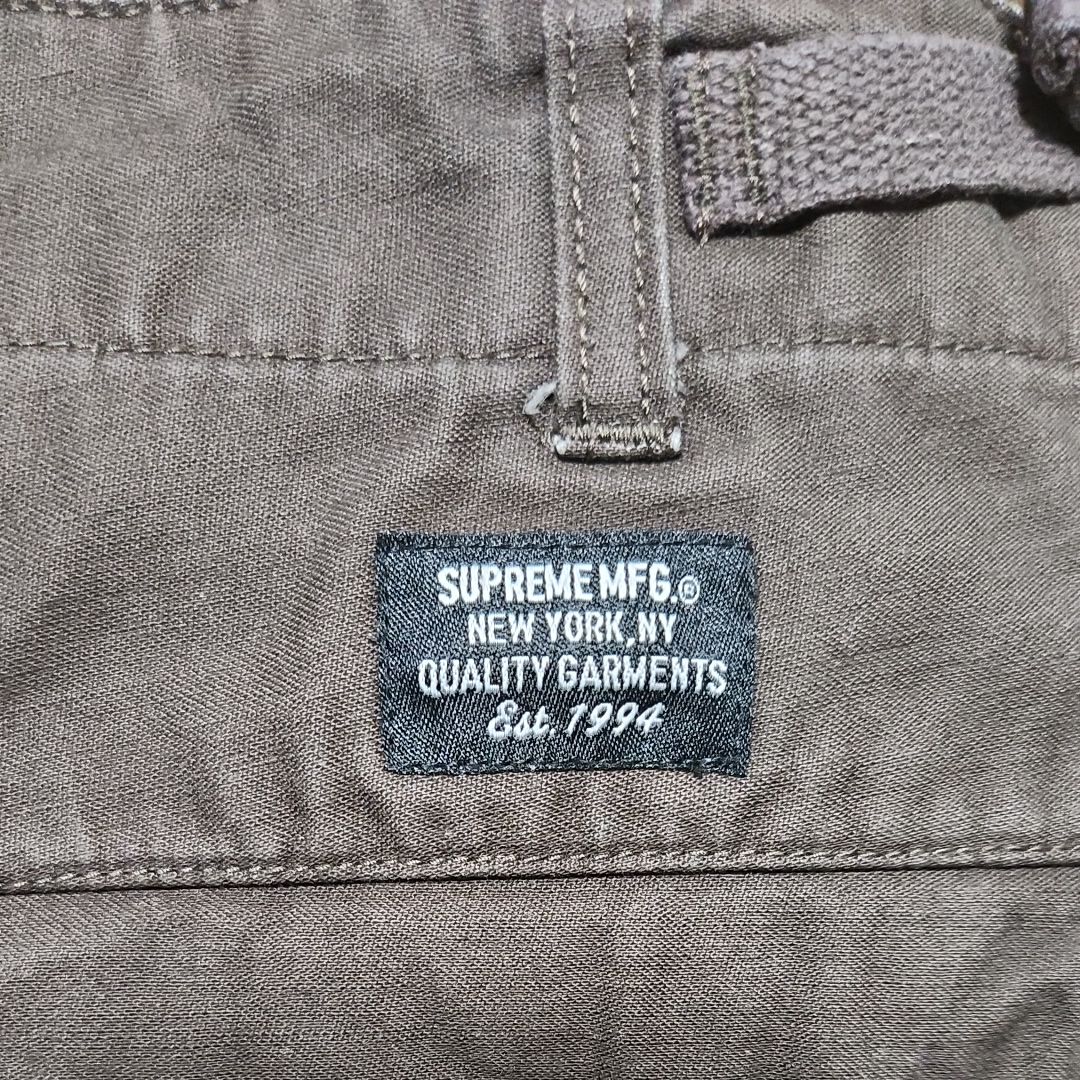 SUPREME MFG.®
NEW YORK, NY
QUALITY GARMENTS
Est. 1994